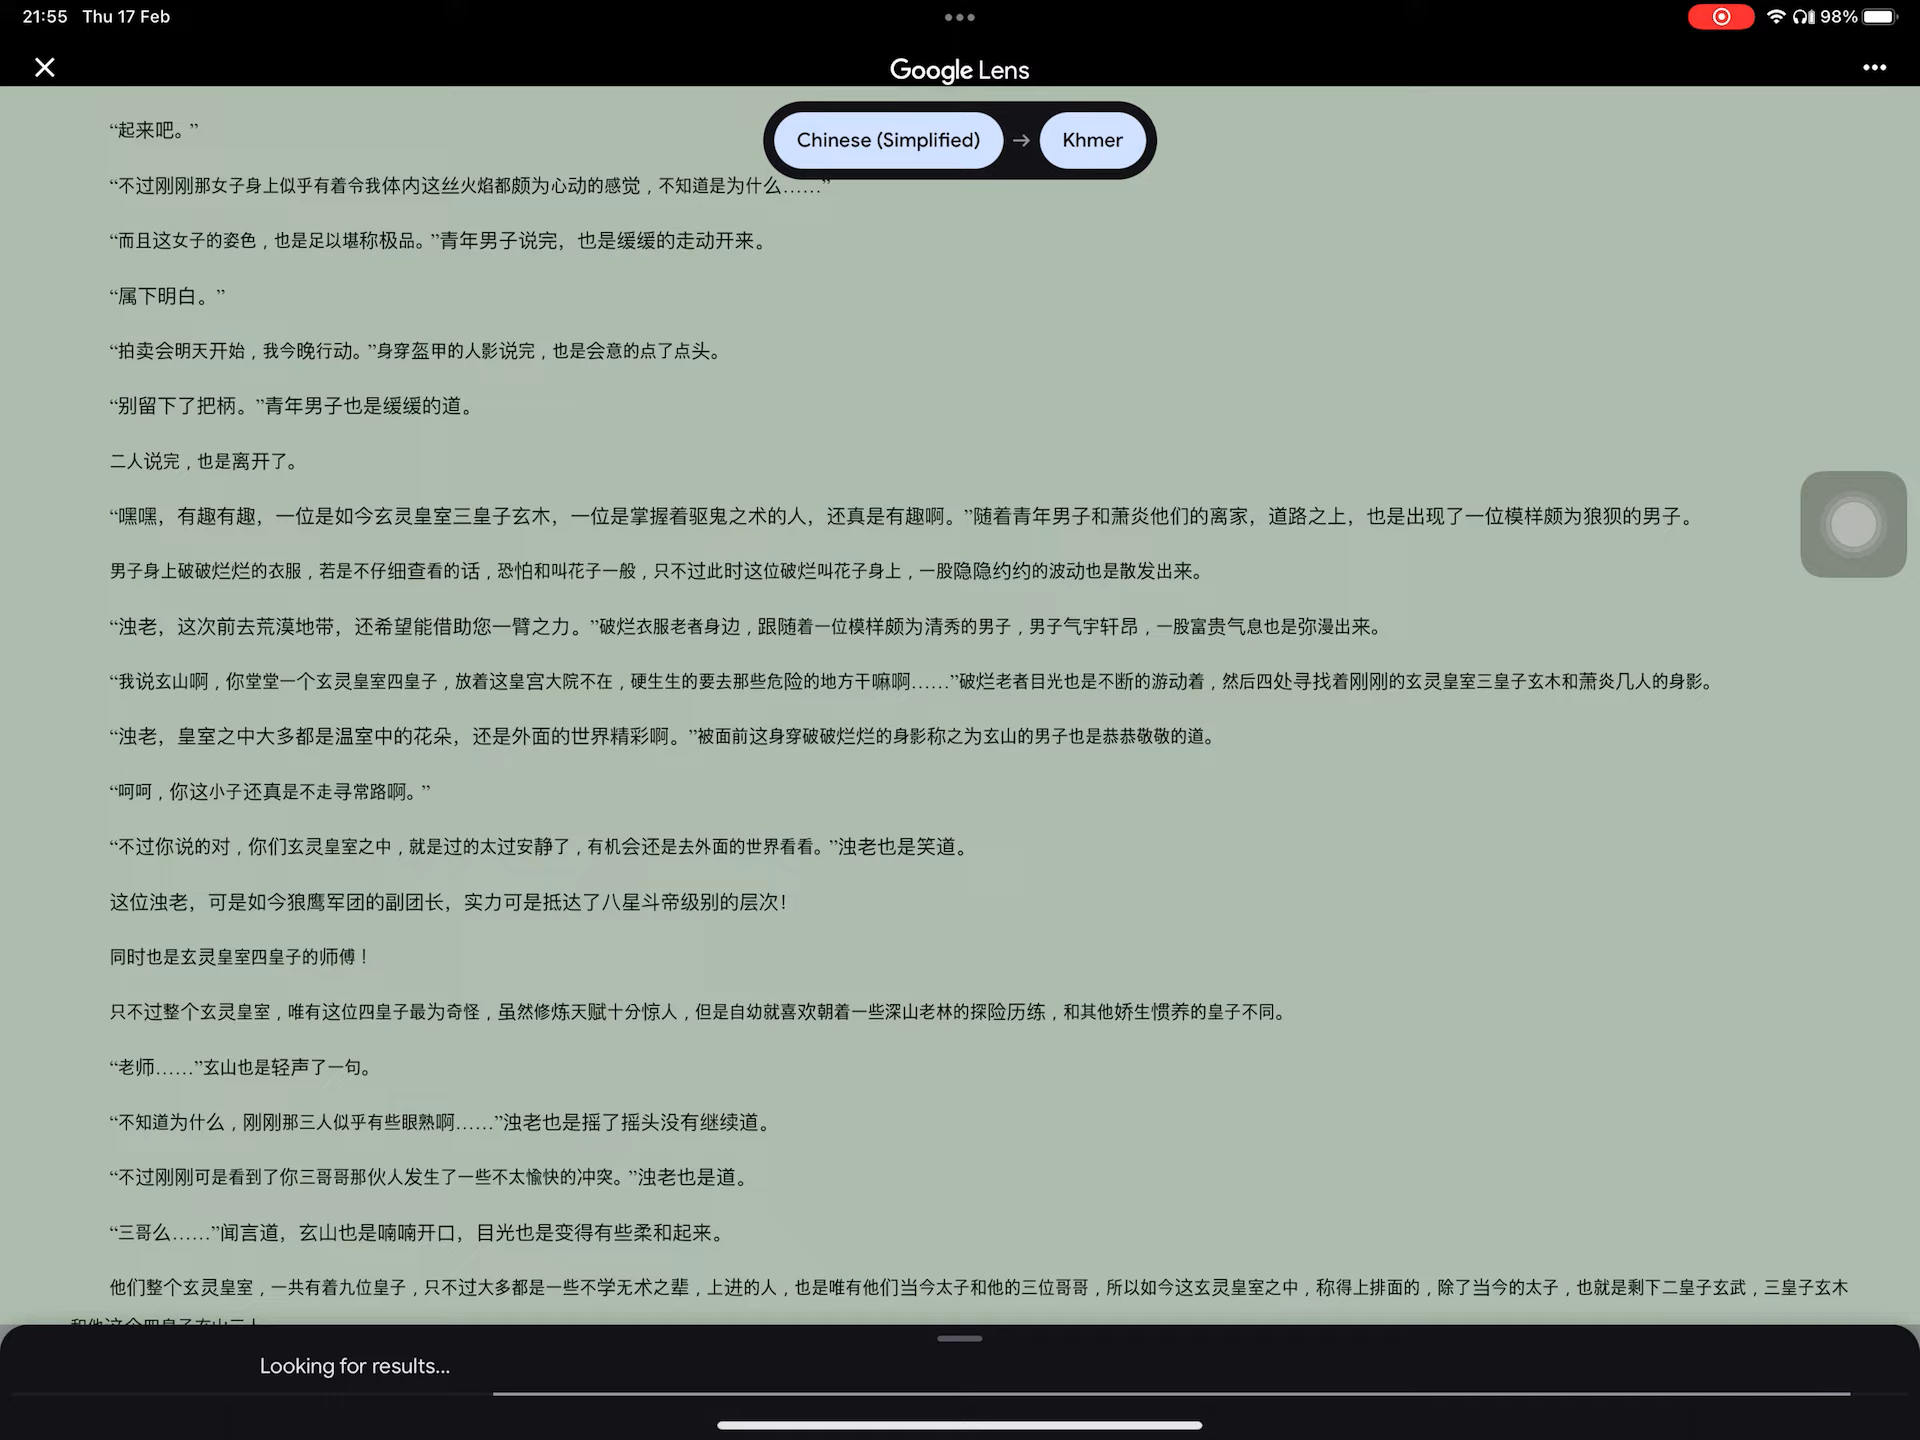 21:55 Thu 17 Feb
98%
Google Lens
Chinese (Simplified) → Khmer
“起来吧。”
“不过刚刚那女子身上似乎有着令我体内这丝火焰都颇为心动的感觉，不知道是为什么……”
“而且这女子的姿色，也是足以堪称极品。”青年男子说完，也是缓缓的走动开来。
“属下明白。”
“拍卖会明天开始，我今晚行动。”身穿盔甲的人影说完，也是会意的点了点头。
“别留下了把柄。”青年男子也是缓缓的道。
二人说完，也是离开了。
“嘿嘿，有趣有趣，一位是如今玄灵皇室三皇子玄木，一位是掌握着驱鬼之术的人，还真是有趣啊。”随着青年男子和萧炎他们的离家，道路之上，也是出现了一位模样颇为狼狈的男子。
男子身上破破烂烂的衣服，若是不仔细查看的话，恐怕和叫花子一般，只不过此时这位破烂叫花子身上，一股隐隐约约的波动也是散发出来。
“浊老，这次前去荒漠地带，还希望能借助您一臂之力。”破烂衣服老者身边，跟随着一位模样颇为清秀的男子，男子气宇轩昂，一股富贵气息也是弥漫出来。
“我说玄山啊，你堂堂一个玄灵皇室四皇子，放着这皇宫大院不在，硬生生的要去那些危险的地方干嘛啊……”破烂老者目光也是不断的游动着，然后四处寻找着刚刚的玄灵皇室三皇子玄木和萧炎几人的身影。
“浊老，皇室之中大多都是温室中的花朵，还是外面的世界精彩啊。”被面前这身穿破破烂烂的身影称之为玄山的男子也是恭恭敬敬的道。
“呵呵，你这小子还真是不走寻常路啊。”
“不过你说的对，你们玄灵皇室之中，就是过的太过安静了，有机会还是去外面的世界看看。”浊老也是笑道。
这位浊老，可是如今狼鹰军团的副团长，实力可是抵达了八星斗帝级别的层次！
同时也是玄灵皇室四皇子的师傅！
只不过整个玄灵皇室，唯有这位四皇子最为奇怪，虽然修炼天赋十分惊人，但是自幼就喜欢朝着一些深山老林的探险历练，和其他娇生惯养的皇子不同。
“老师……”玄山也是轻声了一句。
“不知道为什么，刚刚那三人似乎有些眼熟啊……”浊老也是摇了摇头没有继续道。
“不过刚刚可是看到了你三哥哥那伙人发生了一些不太愉快的冲突。”浊老也是道。
“三哥么……”闻言道，玄山也是喃喃开口，目光也是变得有些柔和起来。
他们整个玄灵皇室，一共有着九位皇子，只不过大多都是一些不学无术之辈，上进的人，也是唯有他们当今太子和他的三位哥哥，所以如今这玄灵皇室之中，称得上排面的，除了当今的太子，也就是剩下二皇子玄武，三皇子玄木
和他这个四皇子玄山三人
Looking for results...